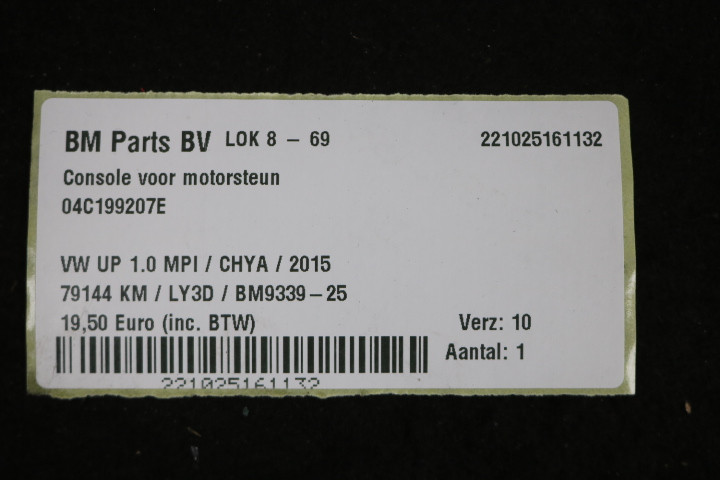 BM Parts BV LOK 8 - 69 221025161132
Console voor motorsteun
04C199207E
VW UP 1.0 MPI / CHYA / 2015
79144 KM / LY3D / BM9339-25
19,50 Euro (inc. BTW) Verz: 10
Aantal: 1
221025161132